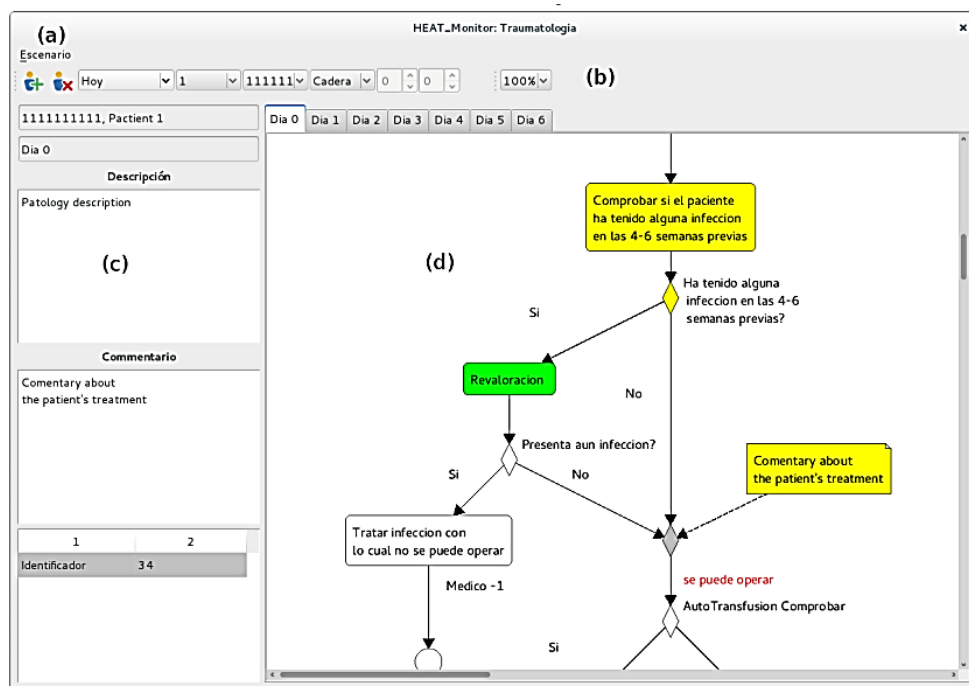 HEAT_Monitor: Traumatologia
(a)
Escenario
Hoy 1 111111 Cadera 0 0 100%
(b)
1111111111, Pactient 1
Dia 0
Descripción
Patology description
(c)
Commentario
Comentary about
the patient's treatment
1 2
Identificador 34
Dia 0 Dia 1 Dia 2 Dia 3 Dia 4 Dia 5 Dia 6
Comprobar si el paciente
ha tenido alguna infeccion
en las 4-6 semanas previas
(d)
Ha tenido alguna
infeccion en las 4-6
semanas previas?
Si
Revaloracion
No
Presenta aun infeccion?
Si
No
Comentary about
the patient's treatment
Tratar infeccion con
lo cual no se puede operar
Medico -1
se puede operar
AutoTransfusion Comprobar
Si